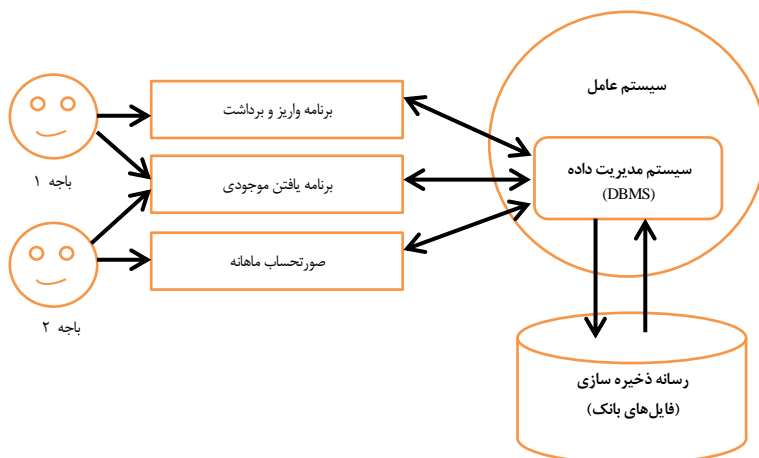 سیستم عامل
برنامه واریز و برداشت
سیستم مدیریت داده
(DBMS)
برنامه یافتن موجودی
باجه ۱
صورتحساب ماهانه
باجه ۲
رسانه ذخیره سازی
(فایل‌های بانک)